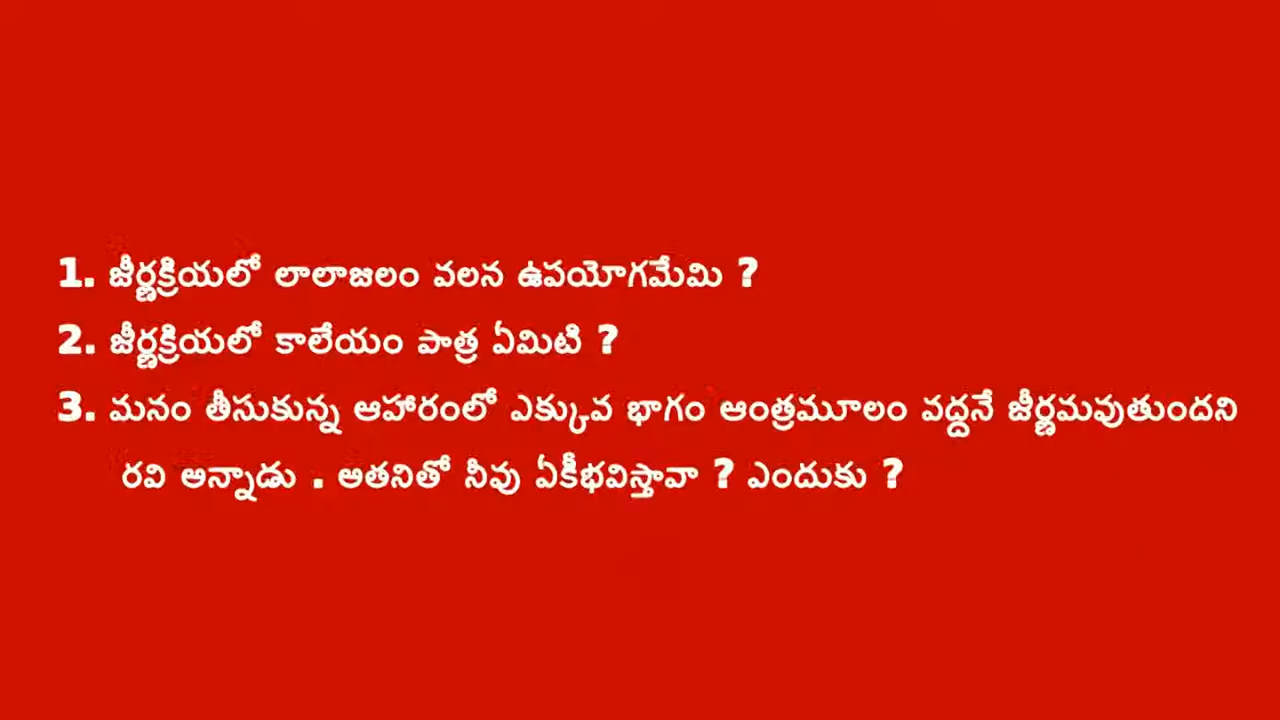 1. జీర్ణక్రియలో లాలాజలం వలన ఉపయోగమేమి ?
2. జీర్ణక్రియలో కాలేయం పాత్ర ఏమిటి ?
3. మనం తీసుకున్న ఆహారంలో ఎక్కువ భాగం ఆంత్రమూలం వద్దనే జీర్ణమవుతుందని
రవి అన్నాడు . అతనితో నీవు ఏకీభవిస్తావా ? ఎందుకు ?